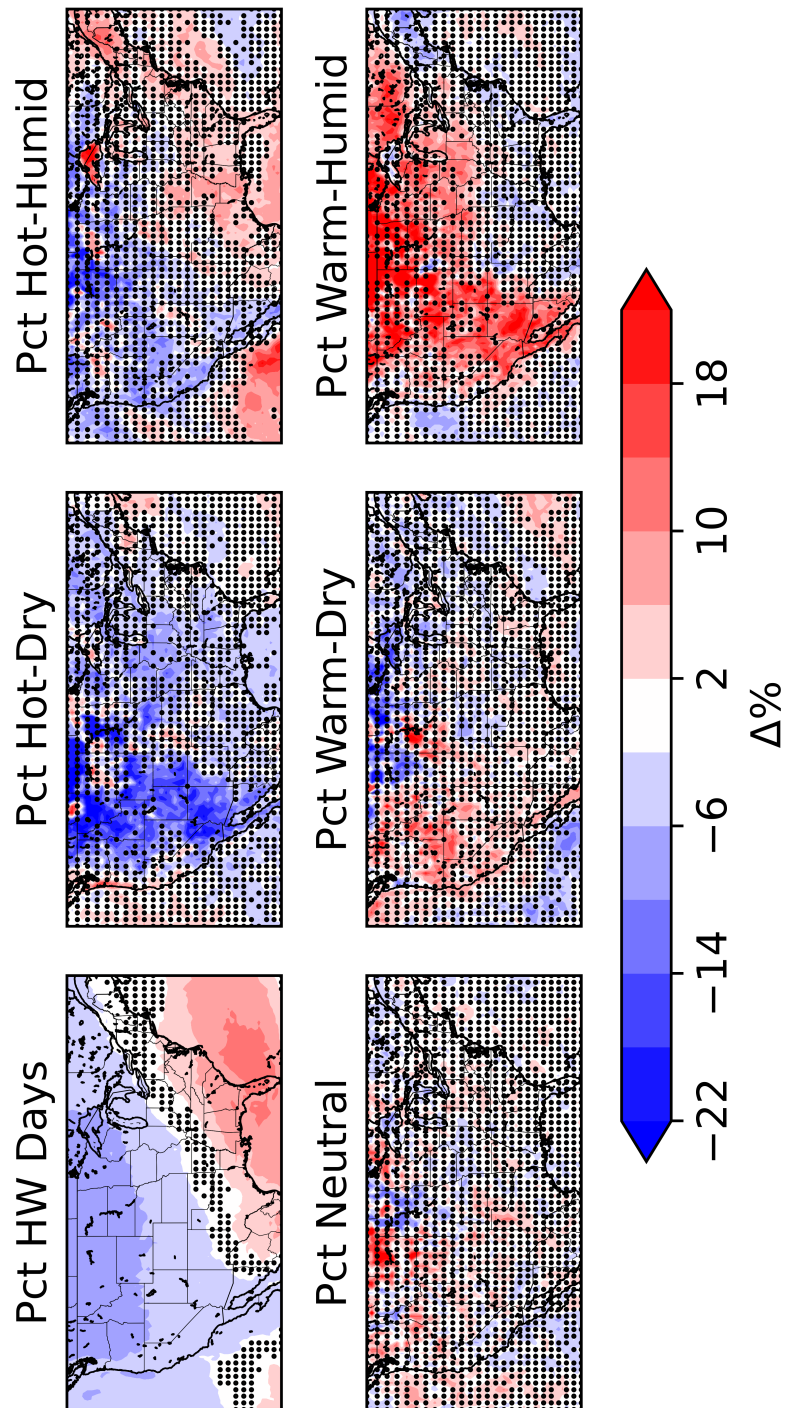 Pct HW Days
Pct Hot-Dry
Pct Hot-Humid
Pct Neutral
Pct Warm-Dry
Pct Warm-Humid
−22
−14
−6
2
10
18
Δ%